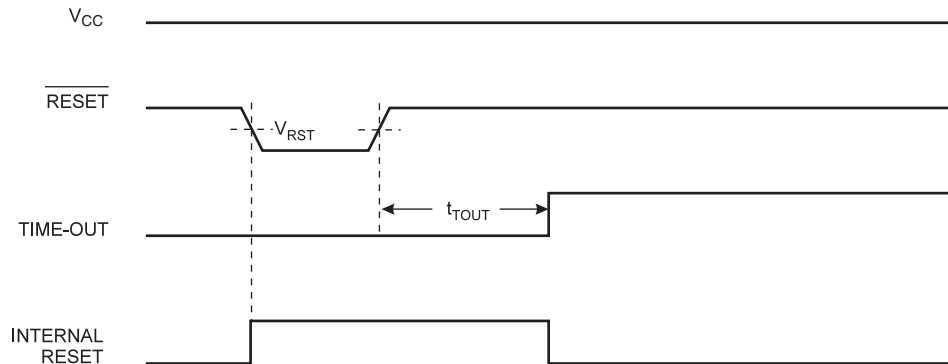 VCC
RESET
VRST
tTOUT
TIME-OUT
INTERNAL
RESET